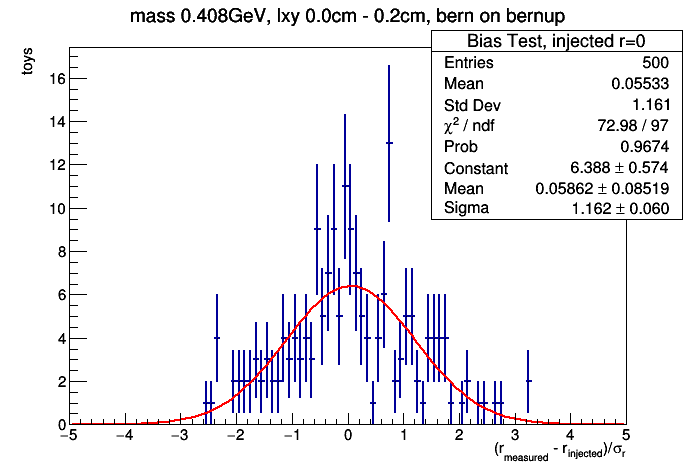 mass 0.408GeV, lxy 0.0cm - 0.2cm, bern on bernup
toys
Bias Test, injected r=0
Entries 500
Mean 0.05533
Std Dev 1.161
χ² / ndf 72.98 / 97
Prob 0.9674
Constant 6.388 ± 0.574
Mean 0.05862 ± 0.08519
Sigma 1.162 ± 0.060
16
14
12
10
8
6
4
2
0
−5 −4 −3 −2 −1 0 1 2 3 4 5
(r_measured - r_injected)/σ_r